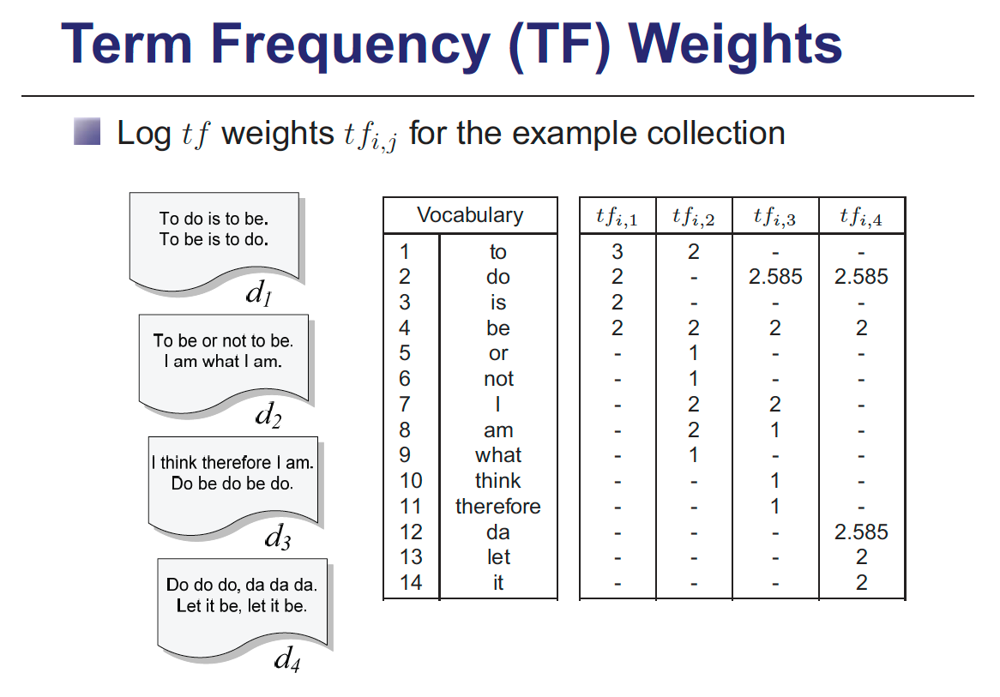 Term Frequency (TF) Weights
Log tf weights tf_{i,j} for the example collection
To do is to be.
To be is to do.
d_1
To be or not to be.
I am what I am.
d_2
I think therefore I am.
Do be do be do.
d_3
Do do do, da da da.
Let it be, let it be.
d_4
Vocabulary tf_{i,1} tf_{i,2} tf_{i,3} tf_{i,4}
1 to 3 2 - -
2 do 2 - 2.585 2.585
3 is 2 - - -
4 be 2 2 2 2
5 or - 1 - -
6 not - 1 - -
7 I - 2 2 -
8 am - 2 1 -
9 what - 1 - -
10 think - - 1 -
11 therefore - - 1 -
12 da - - - 2.585
13 let - - - 2
14 it - - - 2